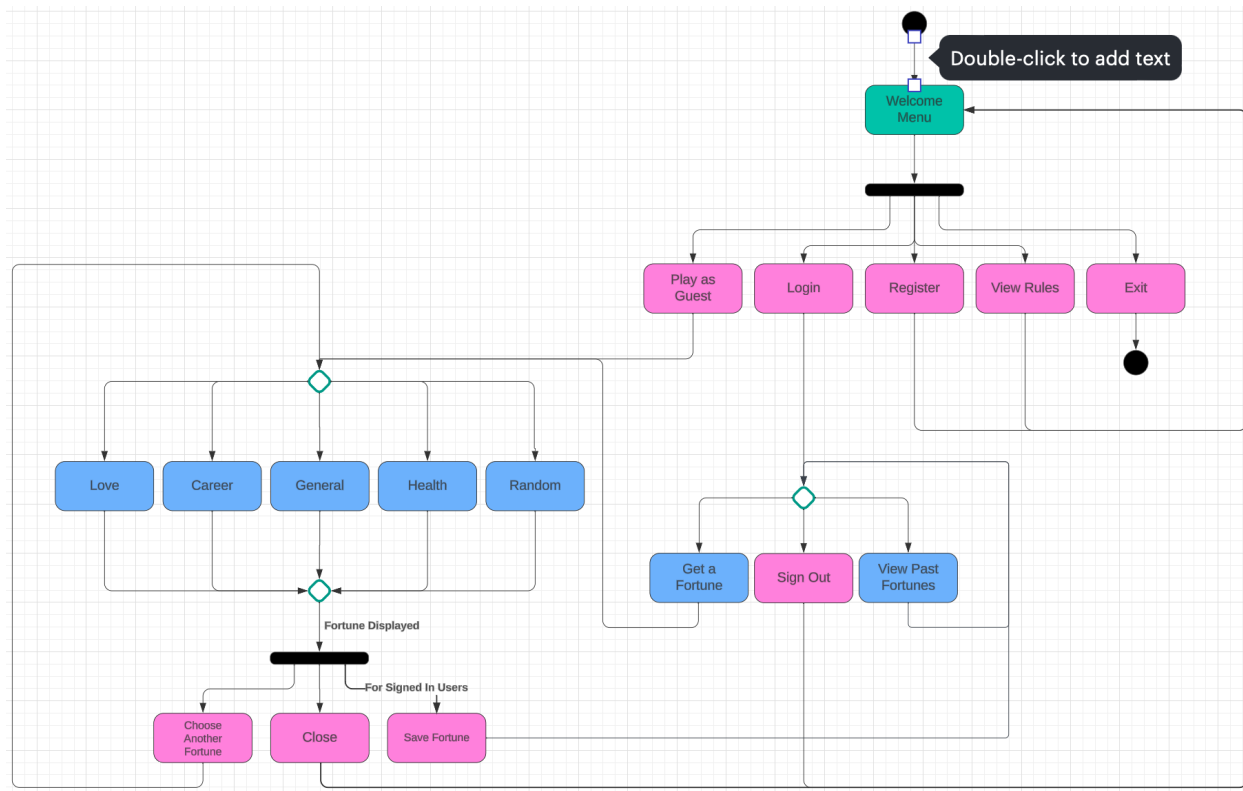 Double-click to add text
Welcome
Menu
Play as
Guest
Login
Register
View Rules
Exit
Love
Career
General
Health
Random
Get a
Fortune
Sign Out
View Past
Fortunes
Fortune Displayed
For Signed In Users
Choose
Another
Fortune
Close
Save Fortune